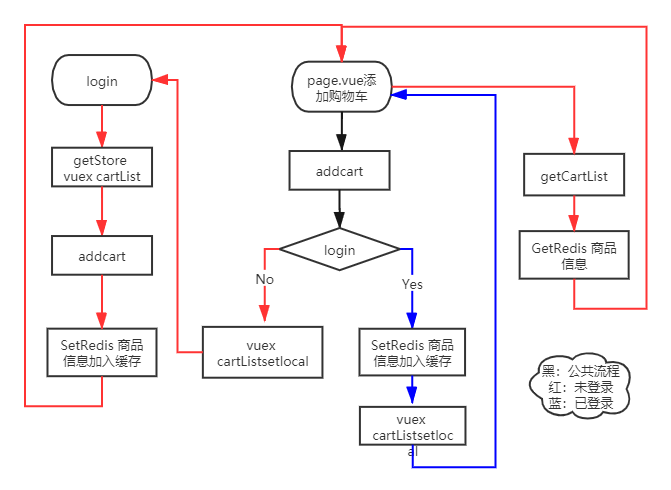 login
getStore
vuex cartList
addcart
SetRedis 商品
信息加入缓存
page.vue添
加购物车
addcart
login
No
Yes
vuex
cartListsetlocal
SetRedis 商品
信息加入缓存
vuex
cartListsetloc
al
getCartList
GetRedis 商品
信息
黑：公共流程
红：未登录
蓝：已登录